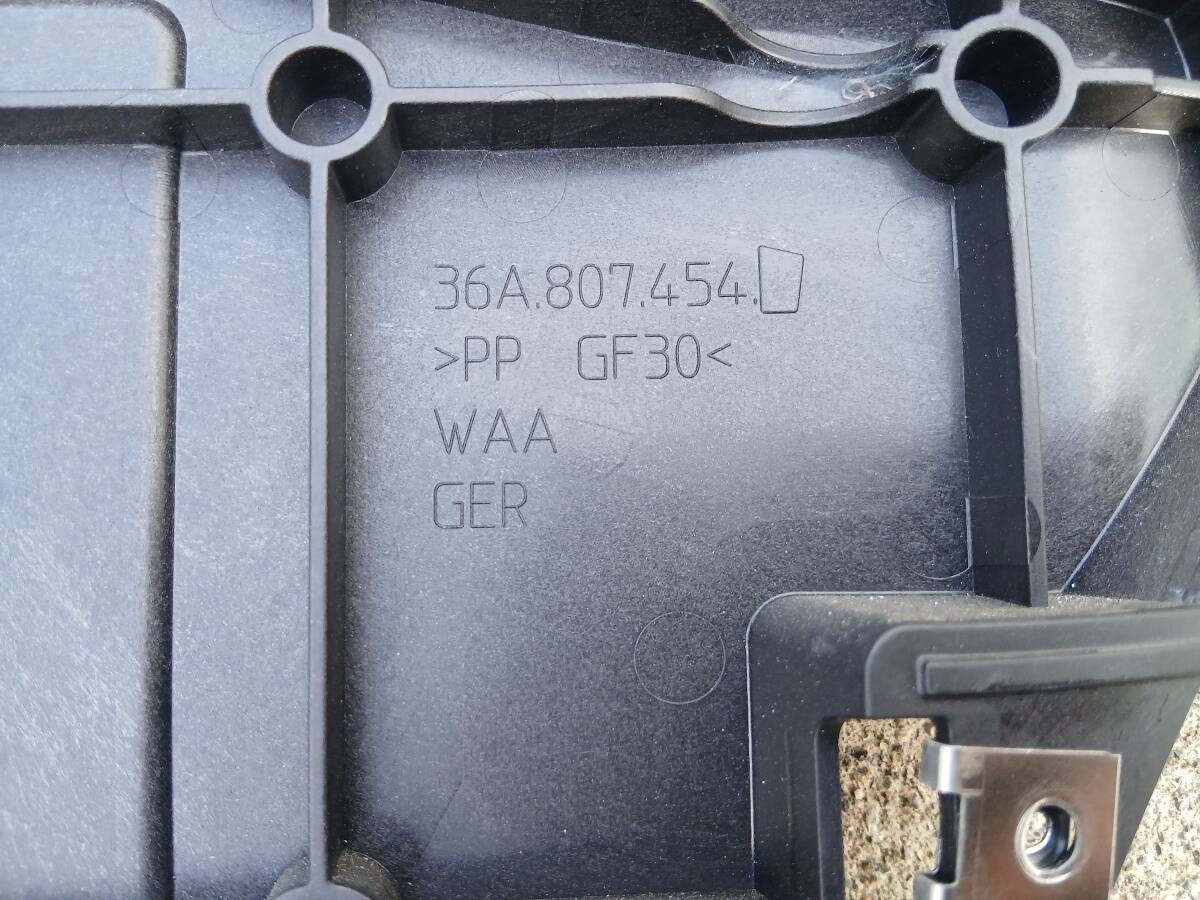 36A.807.454.
>PP GF30<
WAA
GER